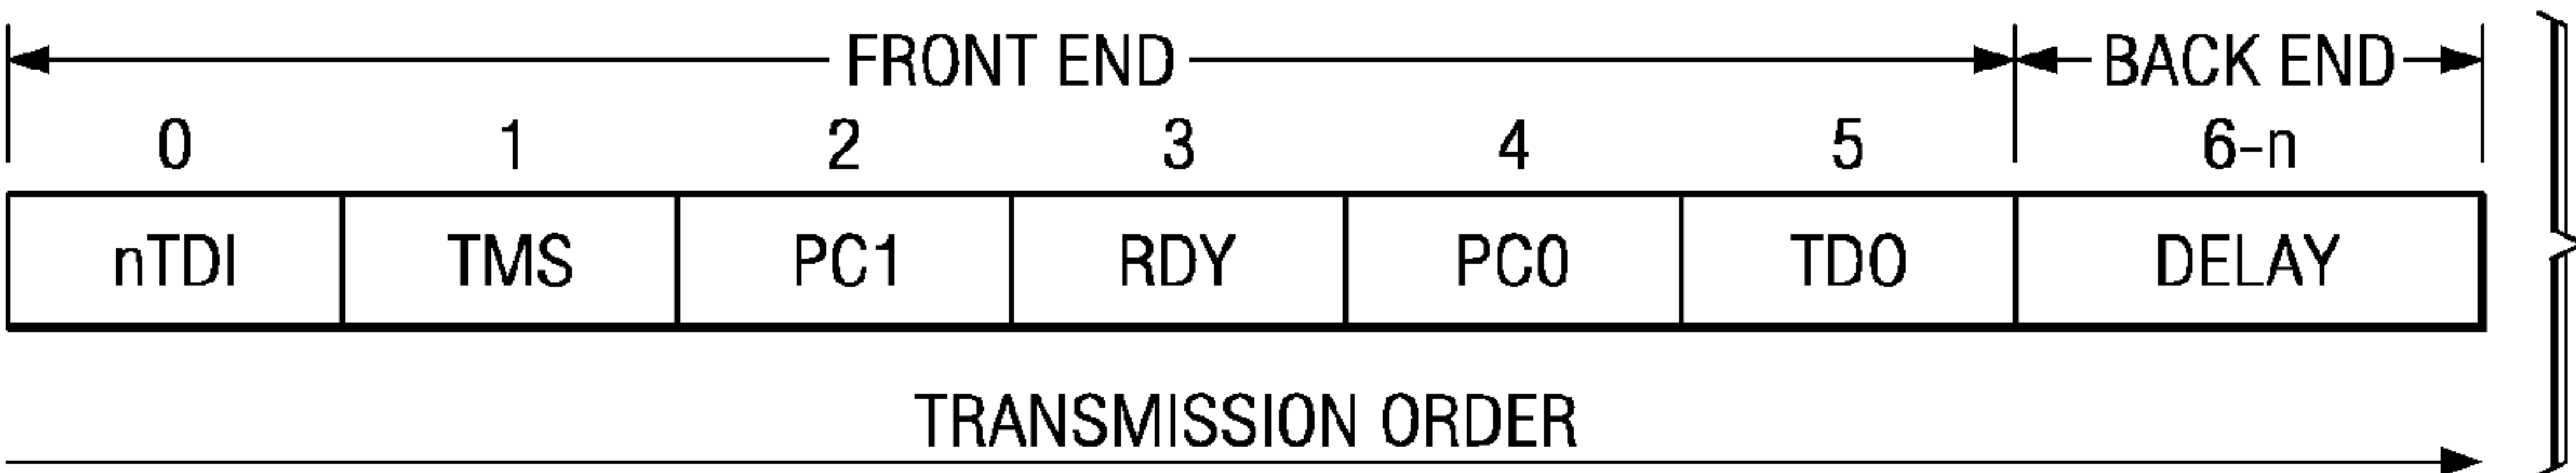 FRONT END BACK END
0 1 2 3 4 5 6-n
nTDI TMS PC1 RDY PC0 TDO DELAY
TRANSMISSION ORDER